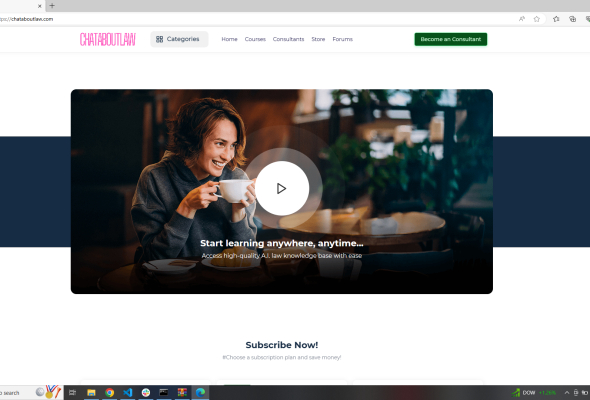 https://chataboutlaw.com
CHATABOUTLAW
Categories
Home
Courses
Consultants
Store
Forums
Become an Consultant
Start learning anywhere, anytime...
Access high-quality A.I. law knowledge base with ease
Subscribe Now!
#Choose a subscription plan and save money!
search
DOW